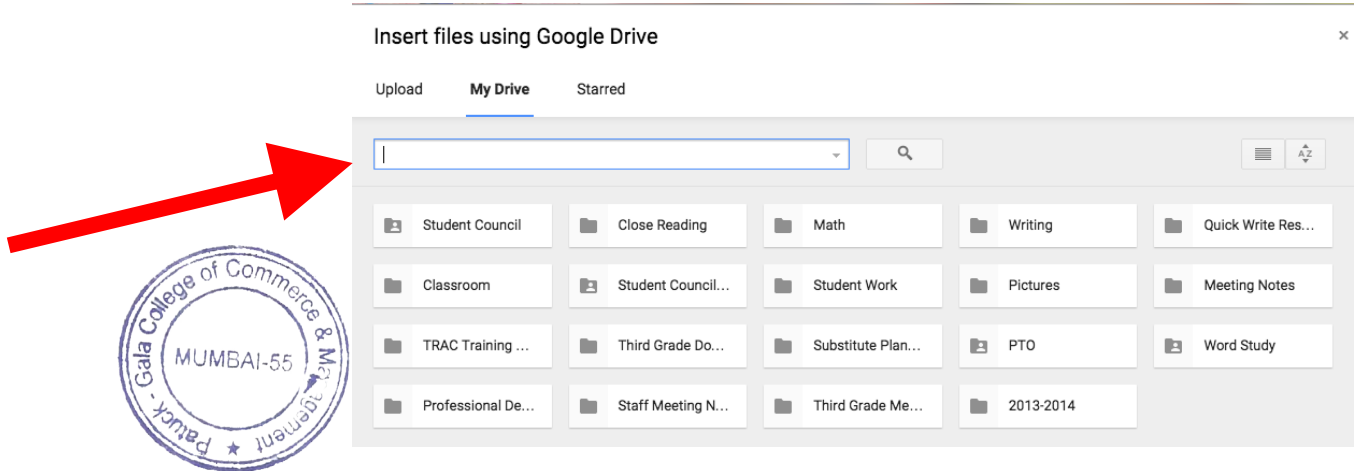 Insert files using Google Drive ×
Upload My Drive Starred
AZ
Student Council Close Reading Math Writing Quick Write Res...
Classroom Student Council... Student Work Pictures Meeting Notes
TRAC Training ... Third Grade Do... Substitute Plan... PTO Word Study
Professional De... Staff Meeting N... Third Grade Me... 2013-2014
Patuck - Gala College of Commerce & Management ★
MUMBAI-55